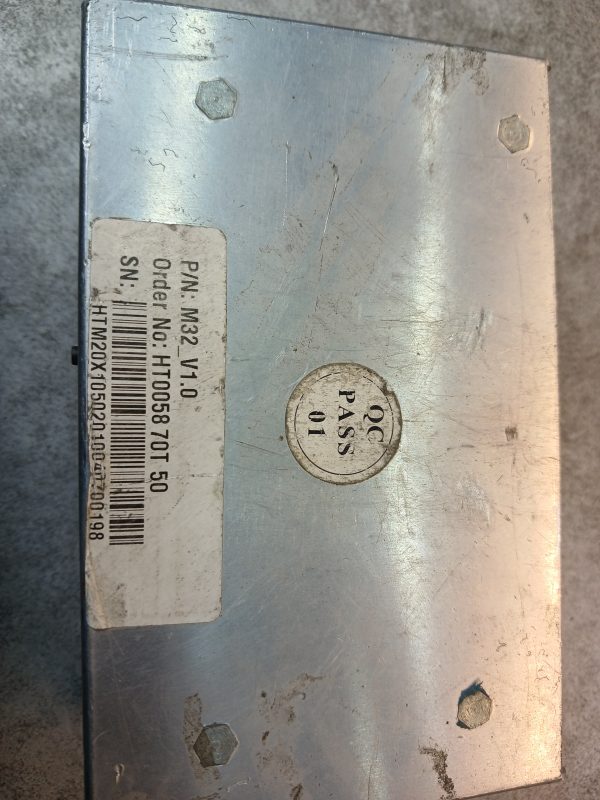 P/N: M32_V1.0
Order No: HT0058 70T 50
SN:
QC
PASS
01